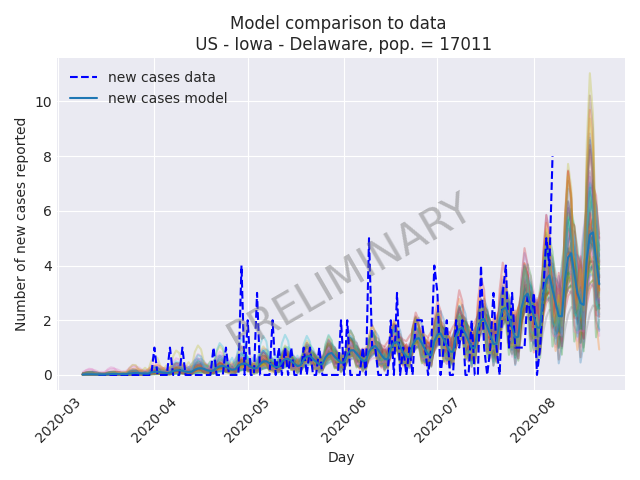 Model comparison to data
US - Iowa - Delaware, pop. = 17011
new cases data
new cases model
PRELIMINARY
Number of new cases reported
10
8
6
4
2
0
2020-03
2020-04
2020-05
2020-06
2020-07
2020-08
Day